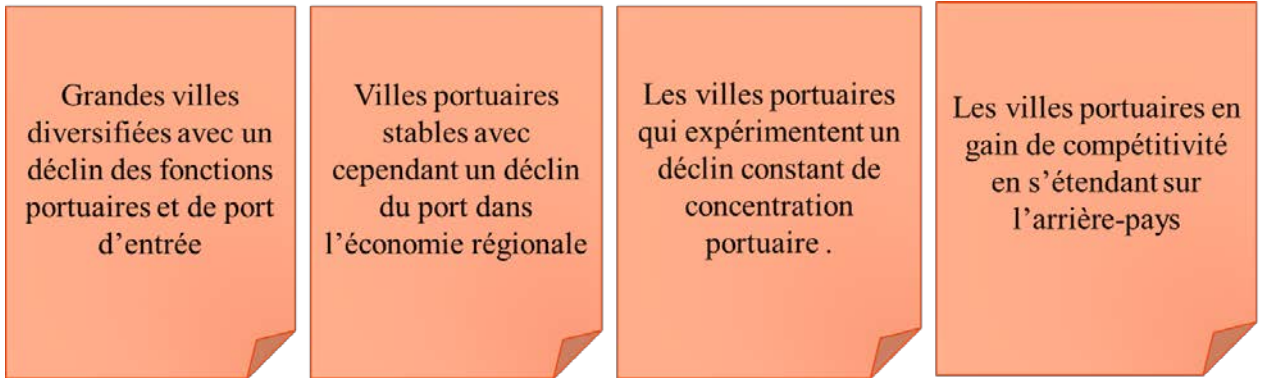 Grandes villes
diversifiées avec un
déclin des fonctions
portuaires et de port
d’entrée
Villes portuaires
stables avec
cependant un déclin
du port dans
l’économie régionale
Les villes portuaires
qui expérimentent un
déclin constant de
concentration
portuaire .
Les villes portuaires en
gain de compétitivité
en s’étendant sur
l’arrière-pays